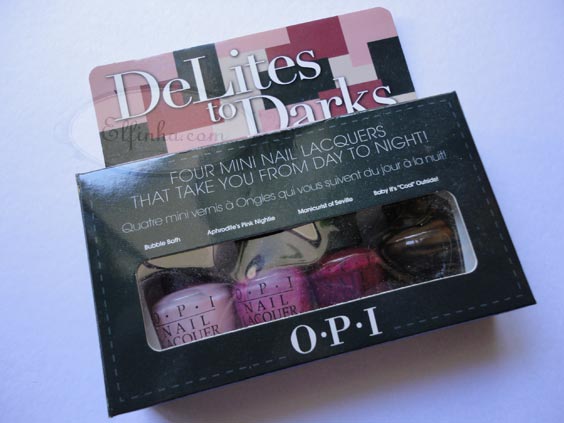 DeLites
to Darks
Elfinha.com
FOUR MINI NAIL LACQUERS
THAT TAKE YOU FROM DAY TO NIGHT!
Quatre mini vernis à Ongles qui vous suivent du jour à la nuit!
Bubble Bath
Aphrodite's Pink Nightie
Manicurist of Seville
Baby It's "Coal" Outside!
O·P·I
NAIL
LACQUER
O·P·I
NAIL
LACQUER
O·P·I